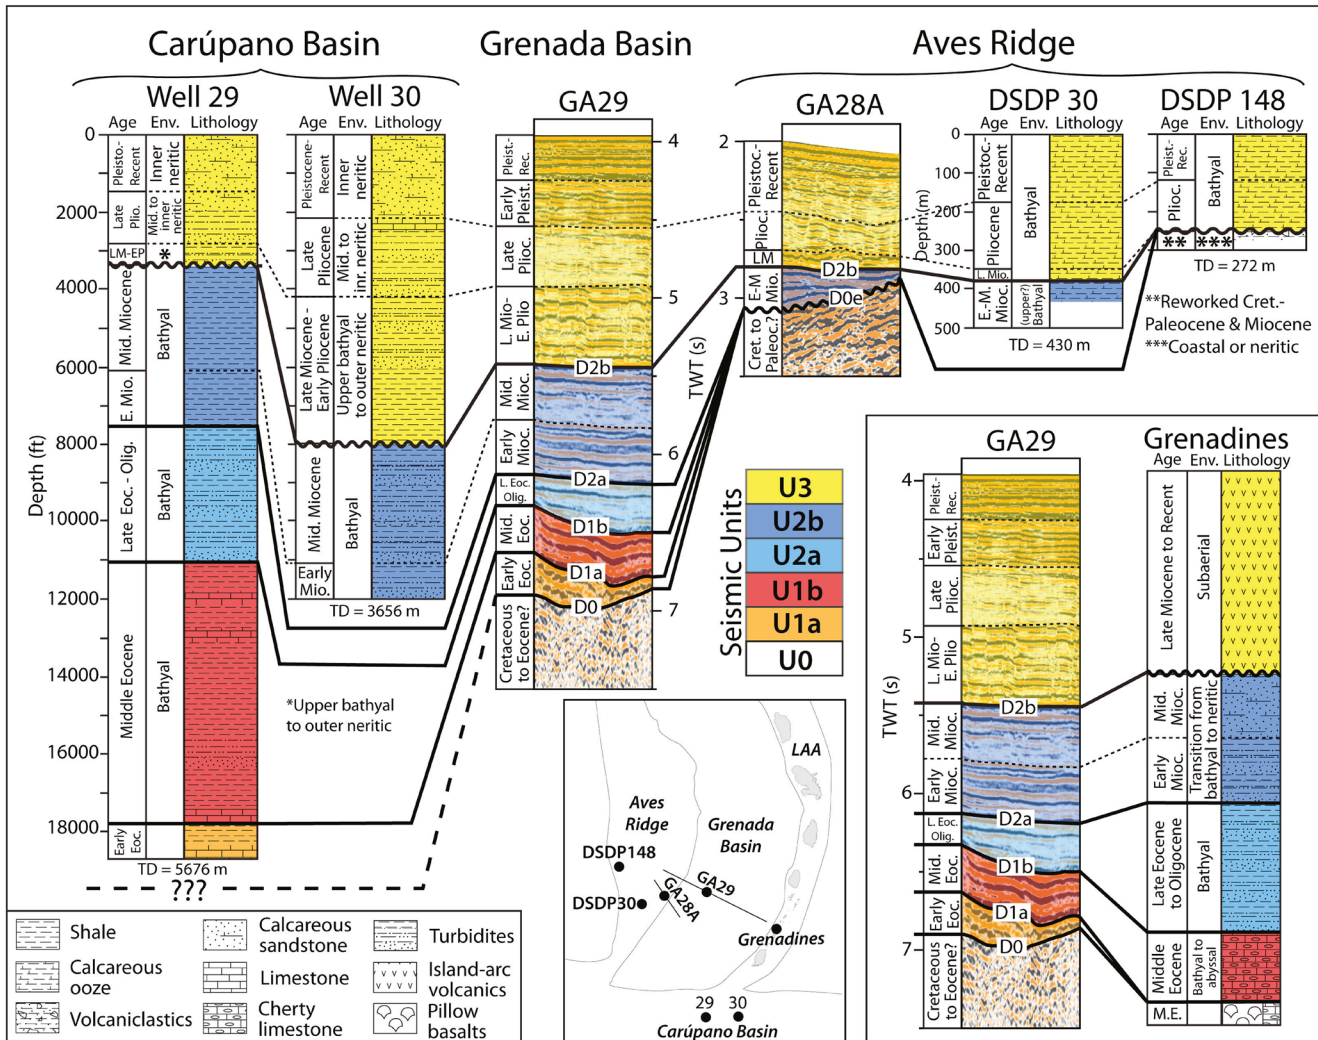 Carúpano Basin
Grenada Basin
Aves Ridge
Well 29
Age
Env.
Lithology
Depth (ft)
0
2000
4000
6000
8000
10000
12000
14000
16000
18000
Pleisto.-
Recent
Late
Plio.
LM-EP
Mid. Miocene
E. Mio.
Late Eoc. - Olig.
Middle Eocene
Early
Eoc.
Inner
neritic
Mid. to
inner
neritic
*
Bathyal
Bathyal
Bathyal
TD = 5676 m
???
Well 30
Age
Env.
Lithology
Pleistocene-
Recent
Late
Pliocene
Late Miocene -
Early Pliocene
Mid. Miocene
Early
Mio.
Inner
neritic
Mid. to
inr. neritic
Upper bathyal
to outer neritic
Bathyal
TD = 3656 m
*Upper bathyal
to outer neritic
GA29
Pleist.-
Rec.
Early
Pleist.
Late
Plioc.
L. Mio-
E. Plio
Mid.
Mioc.
Early
Mioc.
L. Eoc.
Olig.
Mid.
Eoc.
Early
Eoc.
Cretaceous
to Eocene?
D2b
D2a
D1b
D1a
D0
4
5
6
7
TWT (s)
GA28A
2
3
Pleistoc.-
Recent
Plioc.
LM
E-M
Mio.
Cret. to
Paleoc.?
D2b
D0e
DSDP 30
Age
Env.
Lithology
Depth (m)
0
100
200
300
400
500
Pleistocene
Recent
Pliocene
L. Mio.
E.-M.
Mioc.
Bathyal
(upper?)
Bathyal
TD = 430 m
DSDP 148
Age
Env.
Lithology
Pleist.-
Rec.
Plioc.
Bathyal
**
***
TD = 272 m
**Reworked Cret.-
Paleocene & Miocene
***Coastal or neritic
Seismic Units
U3
U2b
U2a
U1b
U1a
U0
GA29
TWT (s)
4
5
6
7
Pleist.-
Rec.
Early
Pleist.
Late
Plioc.
L. Mio-
E. Plio
Mid.
Mioc.
Early
Mioc.
L. Eoc.
Olig.
Mid.
Eoc.
Early
Eoc.
Cretaceous
to Eocene?
D2b
D2a
D1b
D1a
D0
Grenadines
Age
Env.
Lithology
Late Miocene to Recent
Mid.
Mioc.
Early
Mioc.
Late Eocene
to Oligocene
Middle
Eocene
M.E.
Subaerial
Transition from
bathyal to neritic
Bathyal
Bathyal to
abyssal
LAA
Aves
Ridge
Grenada
Basin
DSDP148
GA29
GA28A
DSDP30
Grenadines
29
30
Carúpano Basin
Shale
Calcareous
sandstone
Turbidites
Calcareous
ooze
Limestone
Island-arc
volcanics
Volcaniclastics
Cherty
limestone
Pillow
basalts